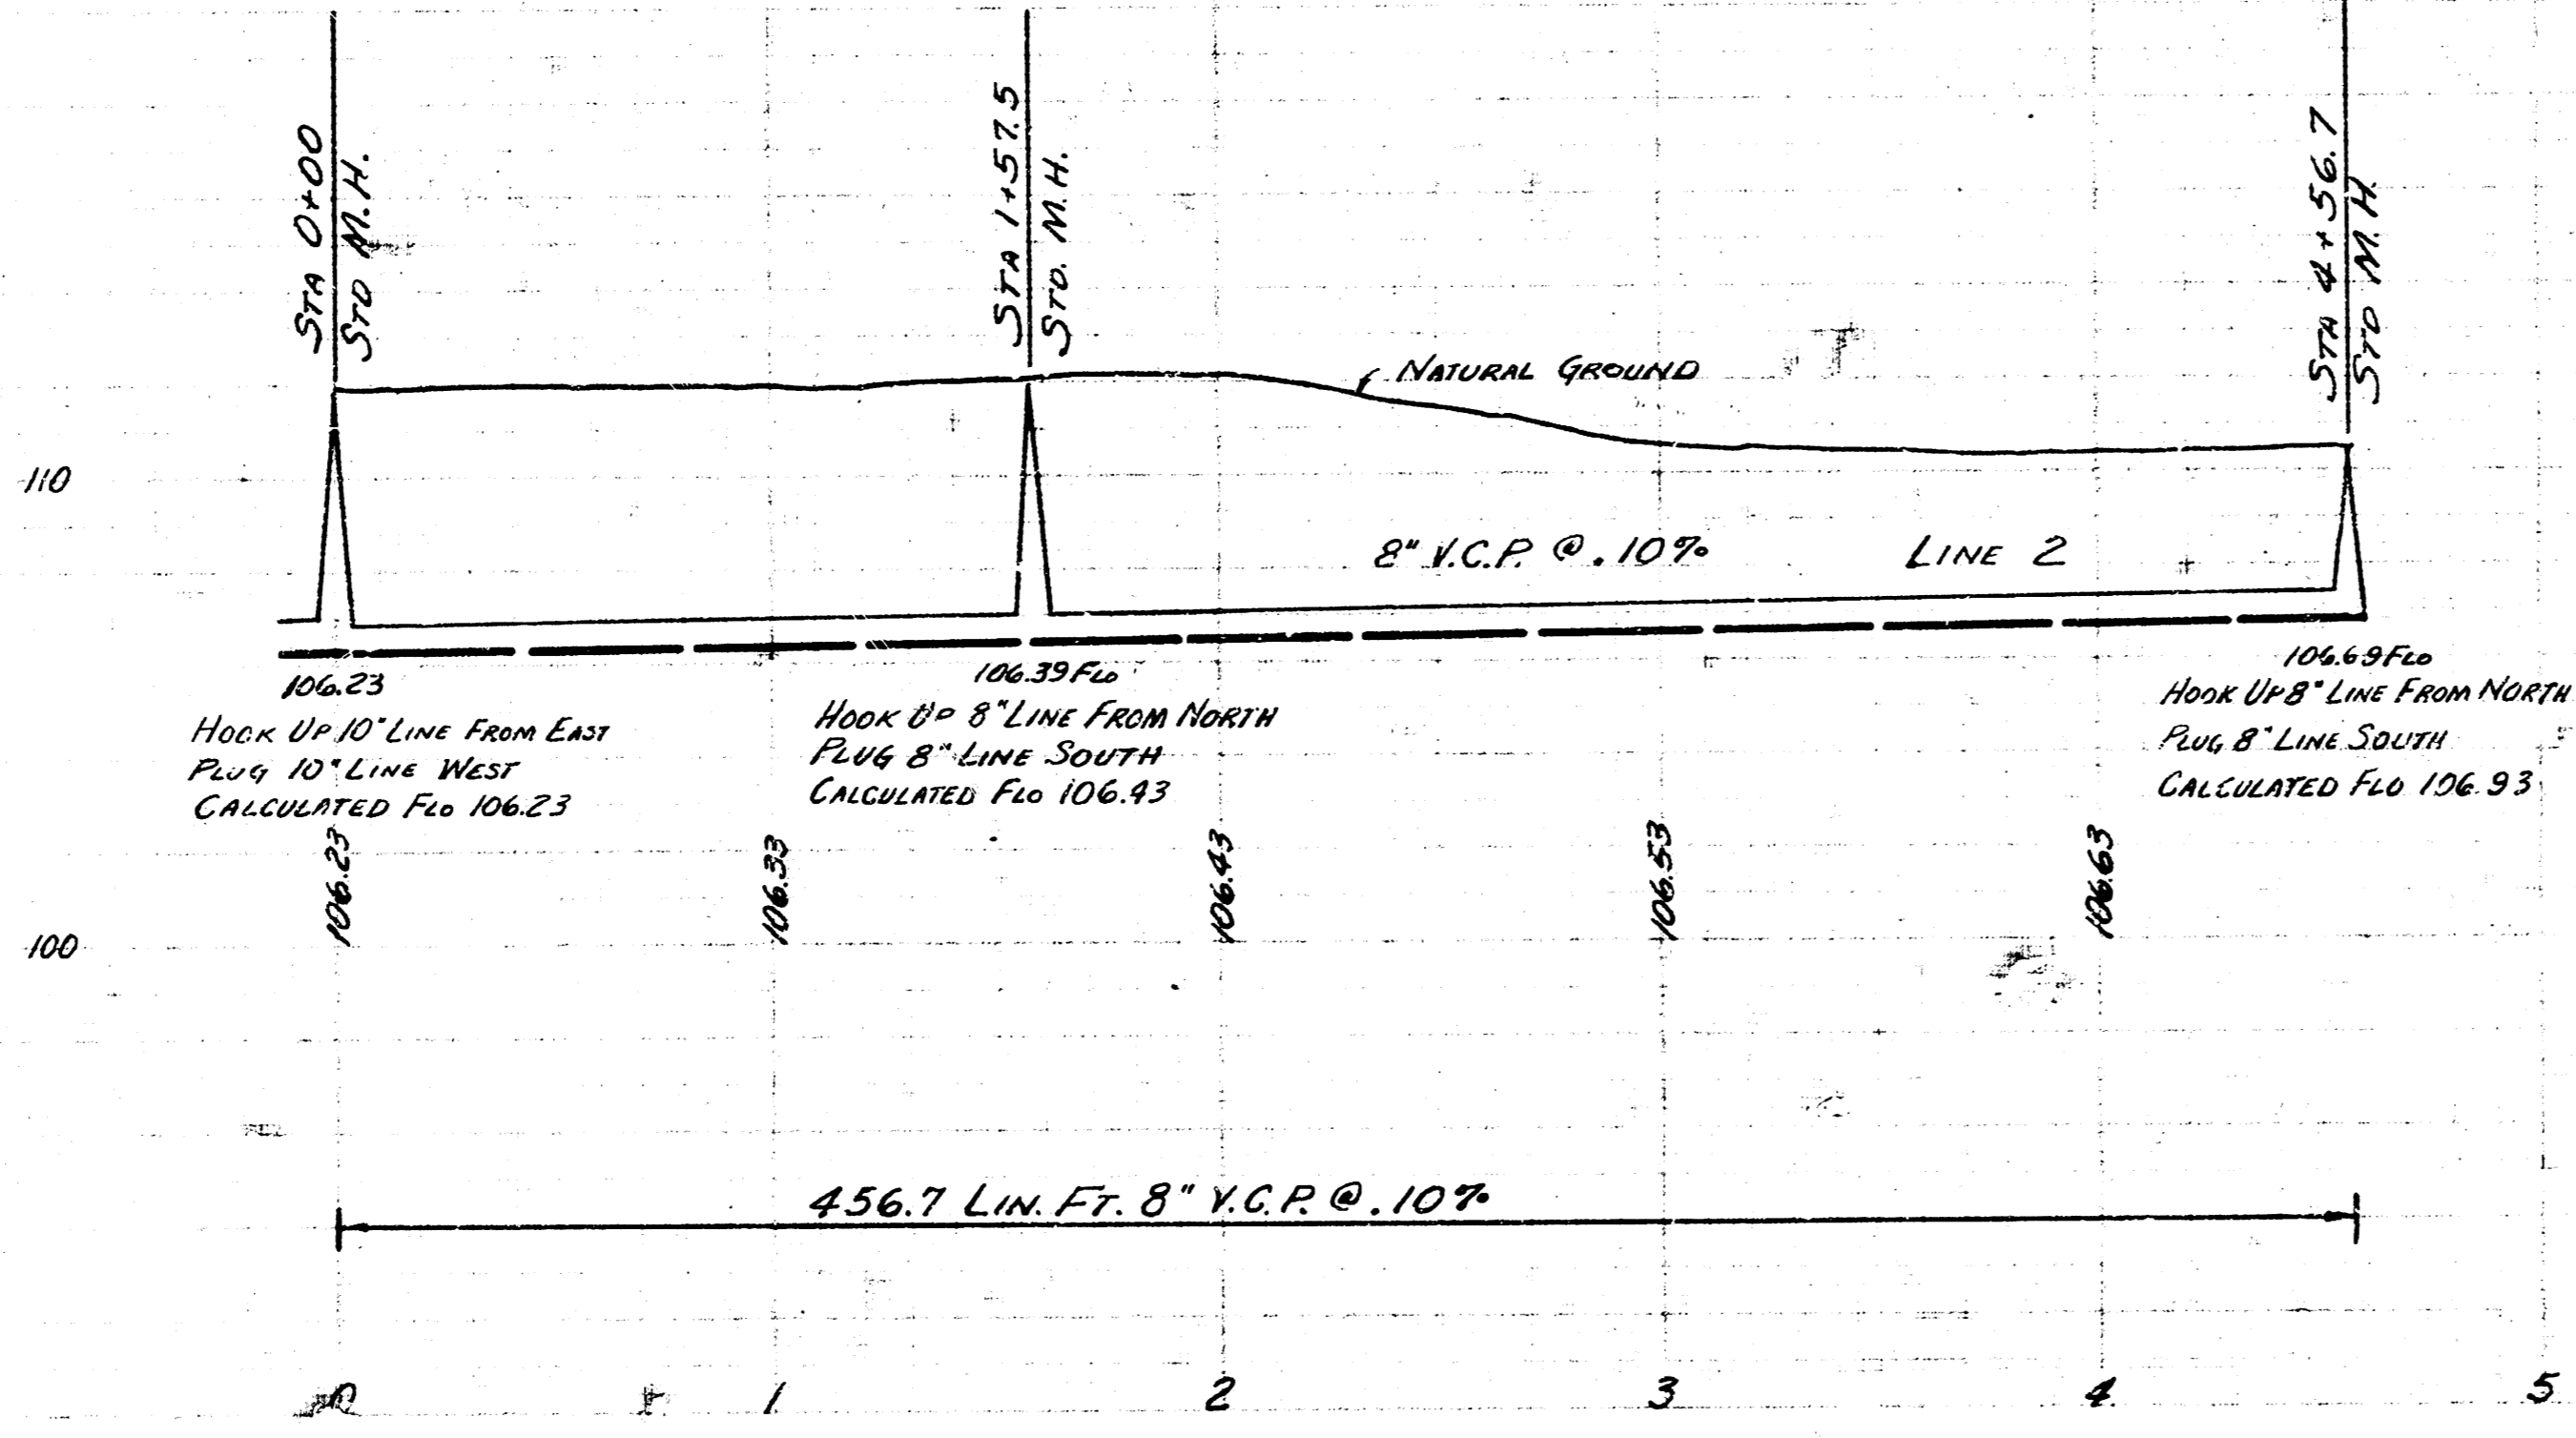 STA 0+00
STD M.H.
STA 1+57.5
STD. M.H.
STA 4+56.7
STD M.H.
NATURAL GROUND
110
8" V.C.P. @ .10%
LINE 2
106.23
HOOK UP 10" LINE FROM EAST
PLUG 10" LINE WEST
CALCULATED FLO 106.23
106.39 FLO
HOOK UP 8" LINE FROM NORTH
PLUG 8" LINE SOUTH
CALCULATED FLO 106.43
106.69 FLO
HOOK UP 8" LINE FROM NORTH
PLUG 8" LINE SOUTH
CALCULATED FLO 106.93
106.23
106.33
106.43
106.53
106.63
100
456.7 LIN. FT. 8" V.C.P. @ .10%
0
1
2
3
4
5